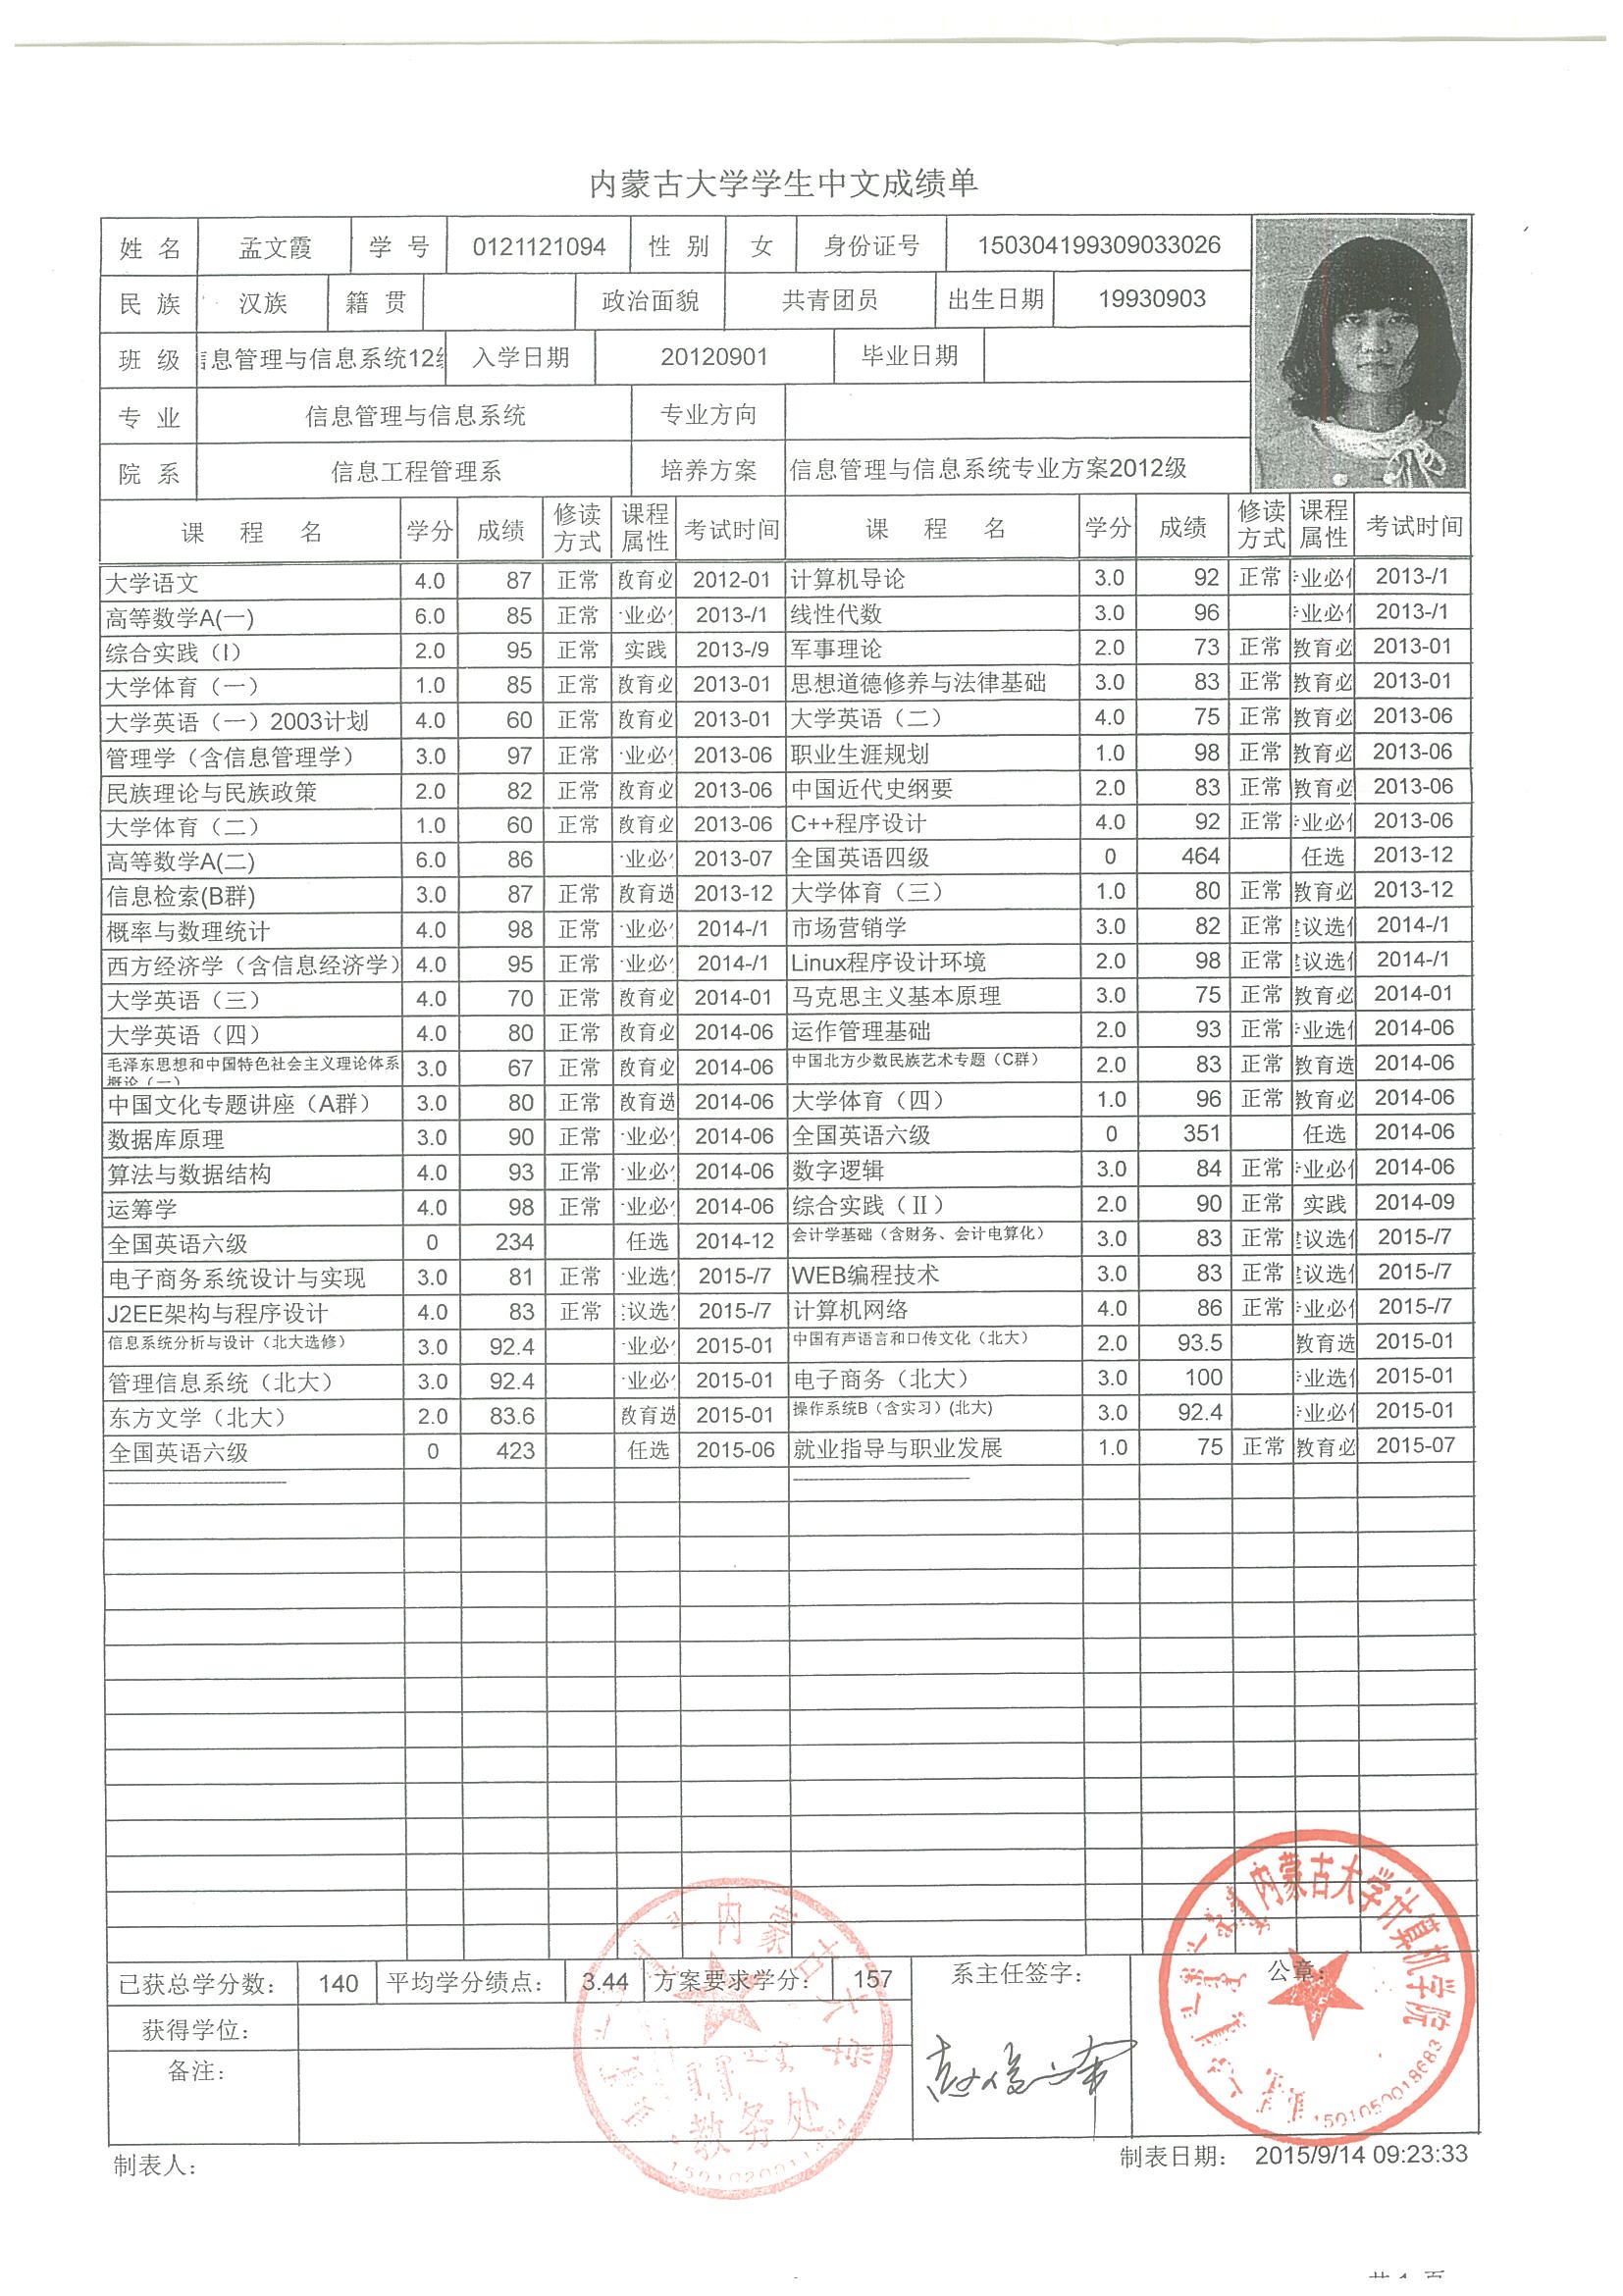 内蒙古大学学生中文成绩单
姓 名 孟文霞 学 号 0121121094 性 别 女 身份证号 150304199309033026
民 族 汉族 籍 贯 政治面貌 共青团员 出生日期 19930903
班 级 息管理与信息系统12 入学日期 20120901 毕业日期
专 业 信息管理与信息系统 专业方向
院 系 信息工程管理系 培养方案 信息管理与信息系统专业方案2012级
课 程 名 学分 成绩 修读方式 课程属性 考试时间 课 程 名 学分 成绩 修读方式 课程属性 考试时间
大学语文 4.0 87 正常 教育必 2012-01 计算机导论 3.0 92 正常 业必 2013-/1
高等数学A(一) 6.0 85 正常 业必 2013-/1 线性代数 3.0 96 业必 2013-/1
综合实践（I） 2.0 95 正常 实践 2013-/9 军事理论 2.0 73 正常 教育必 2013-01
大学体育（一） 1.0 85 正常 教育必 2013-01 思想道德修养与法律基础 3.0 83 正常 教育必 2013-01
大学英语（一）2003计划 4.0 60 正常 教育必 2013-01 大学英语（二） 4.0 75 正常 教育必 2013-06
管理学（含信息管理学） 3.0 97 正常 业必 2013-06 职业生涯规划 1.0 98 正常 教育必 2013-06
民族理论与民族政策 2.0 82 正常 教育必 2013-06 中国近代史纲要 2.0 83 正常 教育必 2013-06
大学体育（二） 1.0 60 正常 教育必 2013-06 C++程序设计 4.0 92 正常 业必 2013-06
高等数学A(二) 6.0 86 业必 2013-07 全国英语四级 0 464 任选 2013-12
信息检索(B群) 3.0 87 正常 教育选 2013-12 大学体育（三） 1.0 80 正常 教育必 2013-12
概率与数理统计 4.0 98 正常 业必 2014-/1 市场营销学 3.0 82 正常 议选 2014-/1
西方经济学（含信息经济学） 4.0 95 正常 业必 2014-/1 Linux程序设计环境 2.0 98 正常 议选 2014-/1
大学英语（三） 4.0 70 正常 教育必 2014-01 马克思主义基本原理 3.0 75 正常 教育必 2014-01
大学英语（四） 4.0 80 正常 教育必 2014-06 运作管理基础 2.0 93 正常 业选 2014-06
毛泽东思想和中国特色社会主义理论体系概论（一） 3.0 67 正常 教育必 2014-06 中国北方少数民族艺术专题（C群） 2.0 83 正常 教育选 2014-06
中国文化专题讲座（A群） 3.0 80 正常 教育选 2014-06 大学体育（四） 1.0 96 正常 教育必 2014-06
数据库原理 3.0 90 正常 业必 2014-06 全国英语六级 0 351 任选 2014-06
算法与数据结构 4.0 93 正常 业必 2014-06 数字逻辑 3.0 84 正常 业必 2014-06
运筹学 4.0 98 正常 业必 2014-06 综合实践（Ⅱ） 2.0 90 正常 实践 2014-09
全国英语六级 0 234 任选 2014-12 会计学基础（含财务、会计电算化） 3.0 83 正常 议选 2015-/7
电子商务系统设计与实现 3.0 81 正常 业选 2015-/7 WEB编程技术 3.0 83 正常 议选 2015-/7
J2EE架构与程序设计 4.0 83 正常 议选 2015-/7 计算机网络 4.0 86 正常 业必 2015-/7
信息系统分析与设计（北大选修） 3.0 92.4 业必 2015-01 中国有声语言和口传文化（北大） 2.0 93.5 教育选 2015-01
管理信息系统（北大） 3.0 92.4 业必 2015-01 电子商务（北大） 3.0 100 业选 2015-01
东方文学（北大） 2.0 83.6 教育选 2015-01 操作系统B（含实习）(北大) 3.0 92.4 业必 2015-01
全国英语六级 0 423 任选 2015-06 就业指导与职业发展 1.0 75 正常 教育必 2015-07
已获总学分数： 140 平均学分绩点： 3.44 方案要求学分： 157 系主任签字： 公章：
获得学位：
备注：
内蒙古大学
教务处
内蒙古大学计算机学院
1501050018683
制表人： 制表日期： 2015/9/14 09:23:33